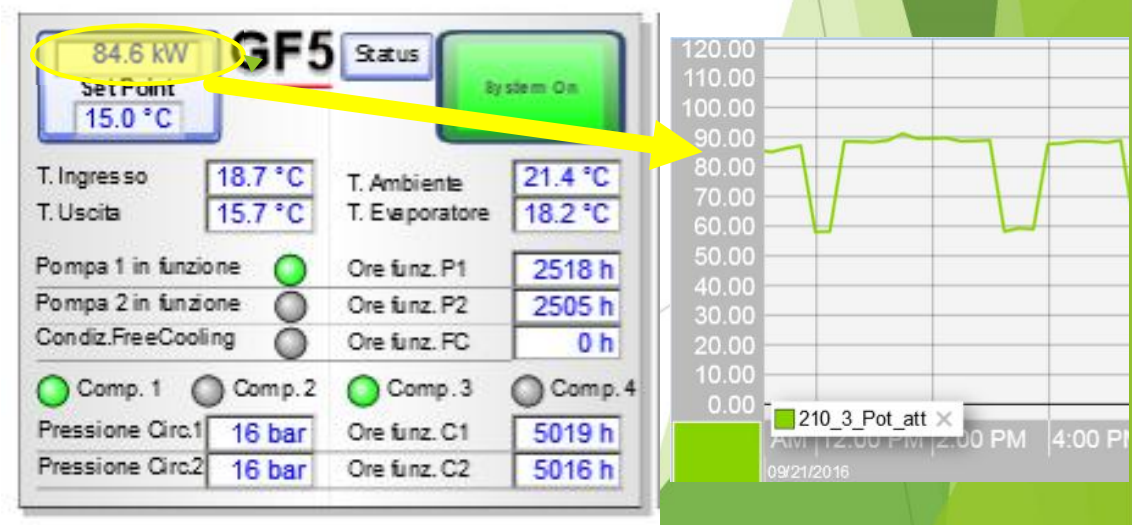 84.6 kW
GF5
Status
System On
Set Point
15.0 °C
T. Ingresso 18.7 °C
T. Ambiente 21.4 °C
T. Uscita 15.7 °C
T. Evaporatore 18.2 °C
Pompa 1 in funzione
Ore funz. P1 2518 h
Pompa 2 in funzione
Ore funz. P2 2505 h
Condiz.FreeCooling
Ore funz. FC 0 h
Comp. 1 Comp. 2 Comp. 3 Comp. 4
Pressione Circ.1 16 bar
Ore funz. C1 5019 h
Pressione Circ.2 16 bar
Ore funz. C2 5016 h
120.00
110.00
100.00
90.00
80.00
70.00
60.00
50.00
40.00
30.00
20.00
10.00
0.00
210_3_Pot_att ×
AM 12:00 PM 2:00 PM 4:00 P
09/21/2016